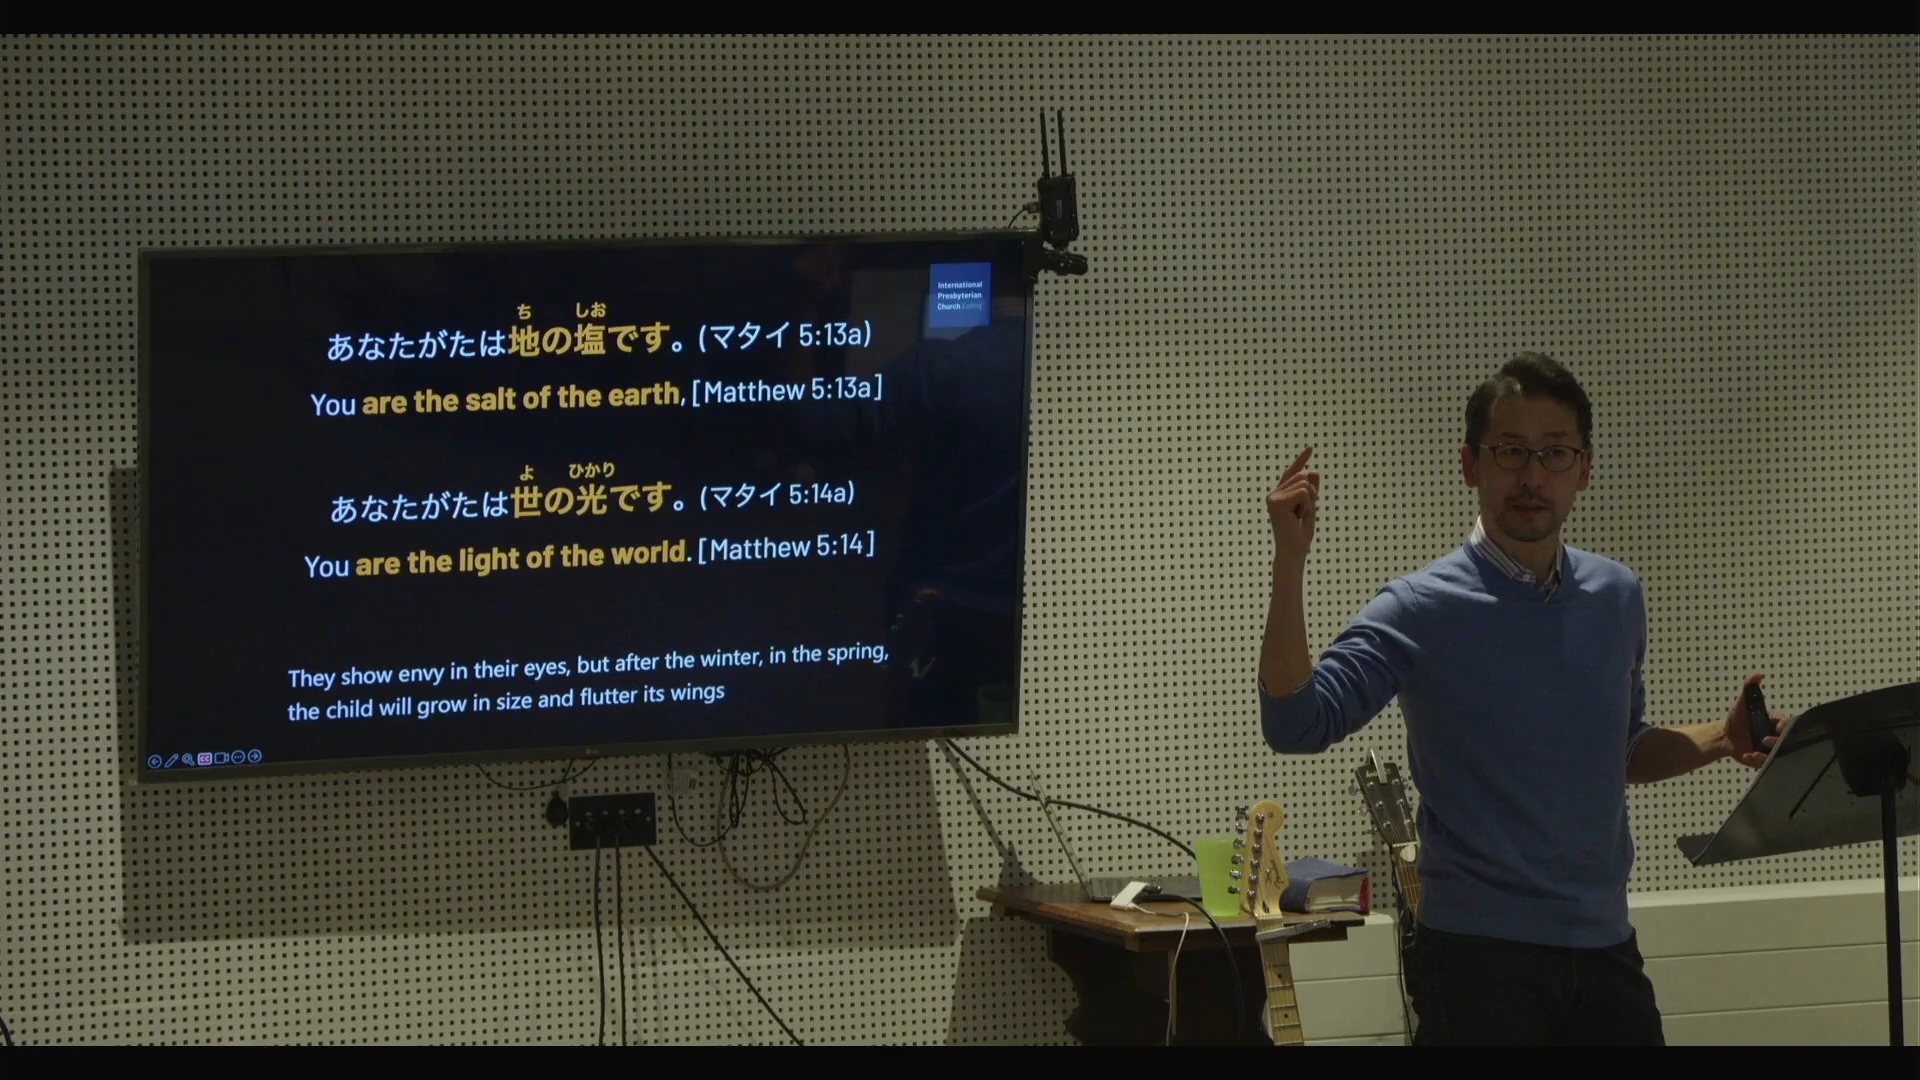 International
Presbyterian
Church Ealing
ち しお
あなたがたは地の塩です。(マタイ 5:13a)
You are the salt of the earth, [Matthew 5:13a]
よ ひかり
あなたがたは世の光です。(マタイ 5:14a)
You are the light of the world. [Matthew 5:14]
They show envy in their eyes, but after the winter, in the spring,
the child will grow in size and flutter its wings